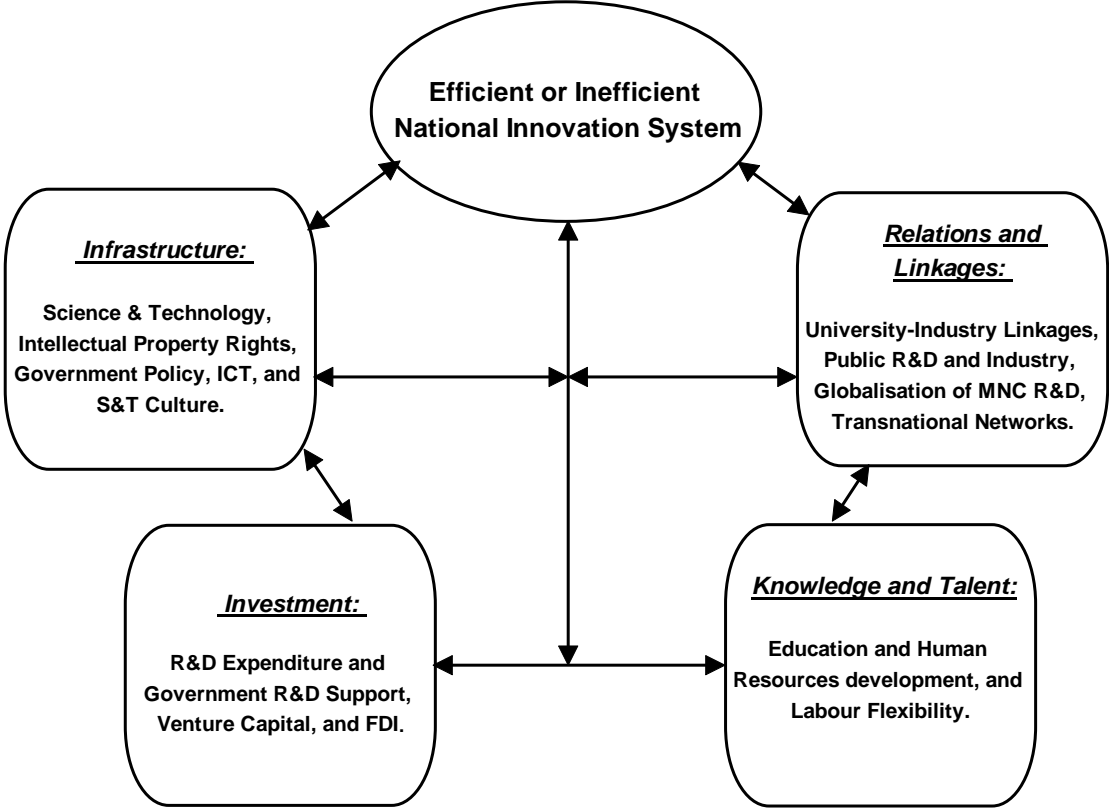 Efficient or Inefficient
National Innovation System
Infrastructure:
Science & Technology,
Intellectual Property Rights,
Government Policy, ICT, and
S&T Culture.
Relations and
Linkages:
University-Industry Linkages,
Public R&D and Industry,
Globalisation of MNC R&D,
Transnational Networks.
Investment:
R&D Expenditure and
Government R&D Support,
Venture Capital, and FDI.
Knowledge and Talent:
Education and Human
Resources development, and
Labour Flexibility.